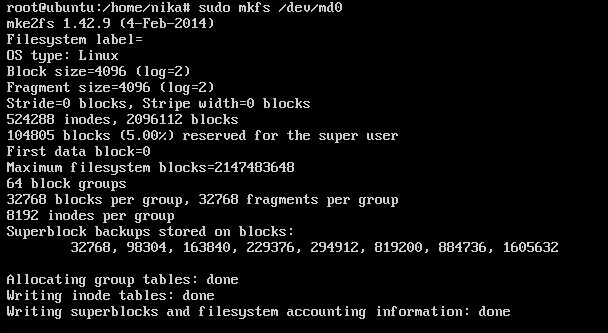 root@ubuntu:/home/nika# sudo mkfs /dev/md0
mke2fs 1.42.9 (4-Feb-2014)
Filesystem label=
OS type: Linux
Block size=4096 (log=2)
Fragment size=4096 (log=2)
Stride=0 blocks, Stripe width=0 blocks
524288 inodes, 2096112 blocks
104805 blocks (5.00%) reserved for the super user
First data block=0
Maximum filesystem blocks=2147483648
64 block groups
32768 blocks per group, 32768 fragments per group
8192 inodes per group
Superblock backups stored on blocks:
        32768, 98304, 163840, 229376, 294912, 819200, 884736, 1605632

Allocating group tables: done
Writing inode tables: done
Writing superblocks and filesystem accounting information: done